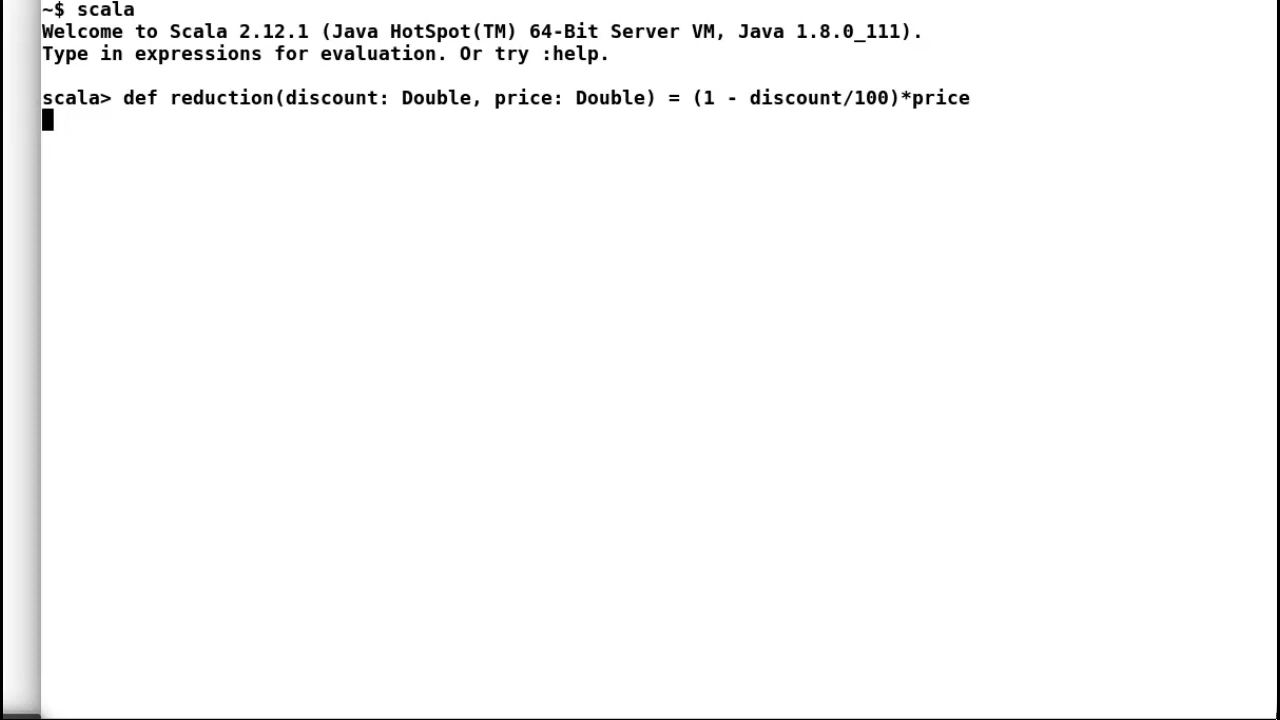 ~$ scala
Welcome to Scala 2.12.1 (Java HotSpot(TM) 64-Bit Server VM, Java 1.8.0_111).
Type in expressions for evaluation. Or try :help.
scala> def reduction(discount: Double, price: Double) = (1 - discount/100)*price